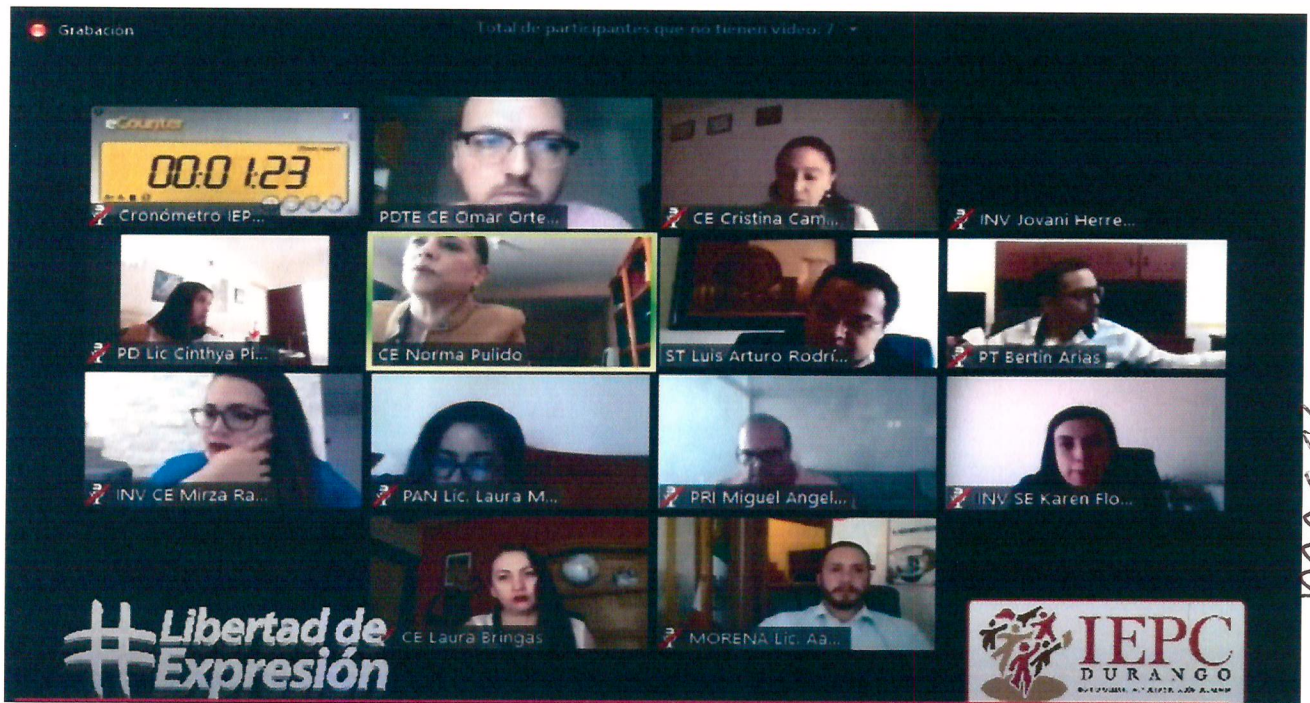 Grabación
Total de participantes que no tienen video: 7
eCounter
00:01:23
Cronómetro IEP...
PDTE CE Omar Orte...
CE Cristina Cam...
INV Jovani Herre...
PD Lic Cinthya Pi...
CE Norma Pulido
ST Luis Arturo Rodrí...
PT Bertin Arias
INV CE Mirza Ra...
PAN Lic. Laura M...
PRI Miguel Angel...
INV SE Karen Flo...
CE Laura Bringas
MORENA Lic. Aa...
#Libertad de
Expresión
IEPC
DURANGO